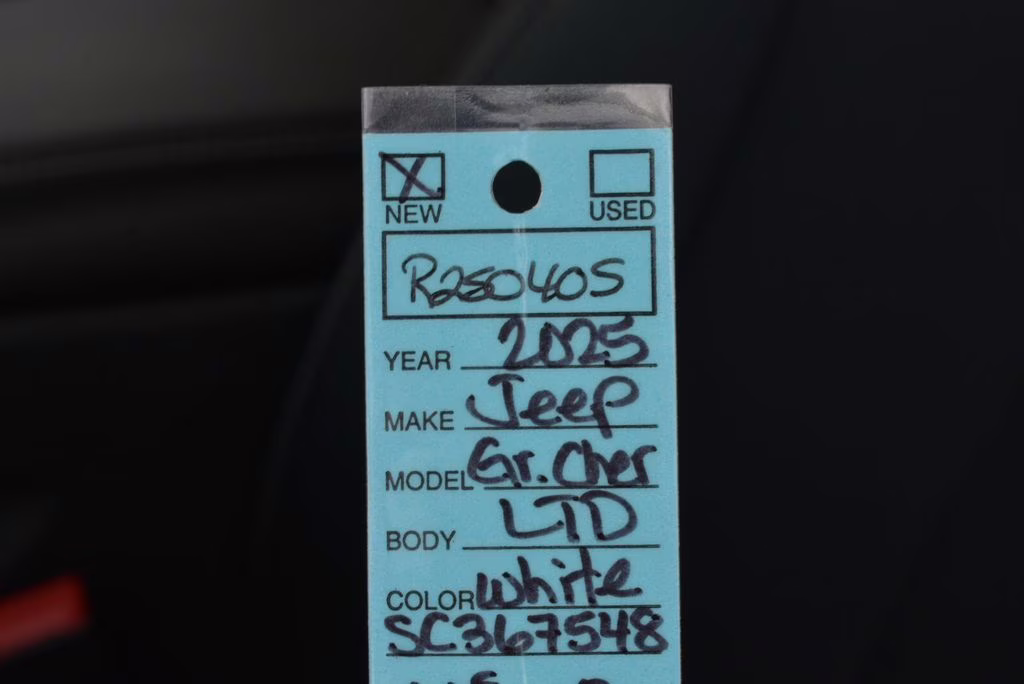 X
NEW USED
R250405
YEAR 2025
MAKE Jeep
MODEL Gr. Cher
BODY LTD
COLOR White
SC367548